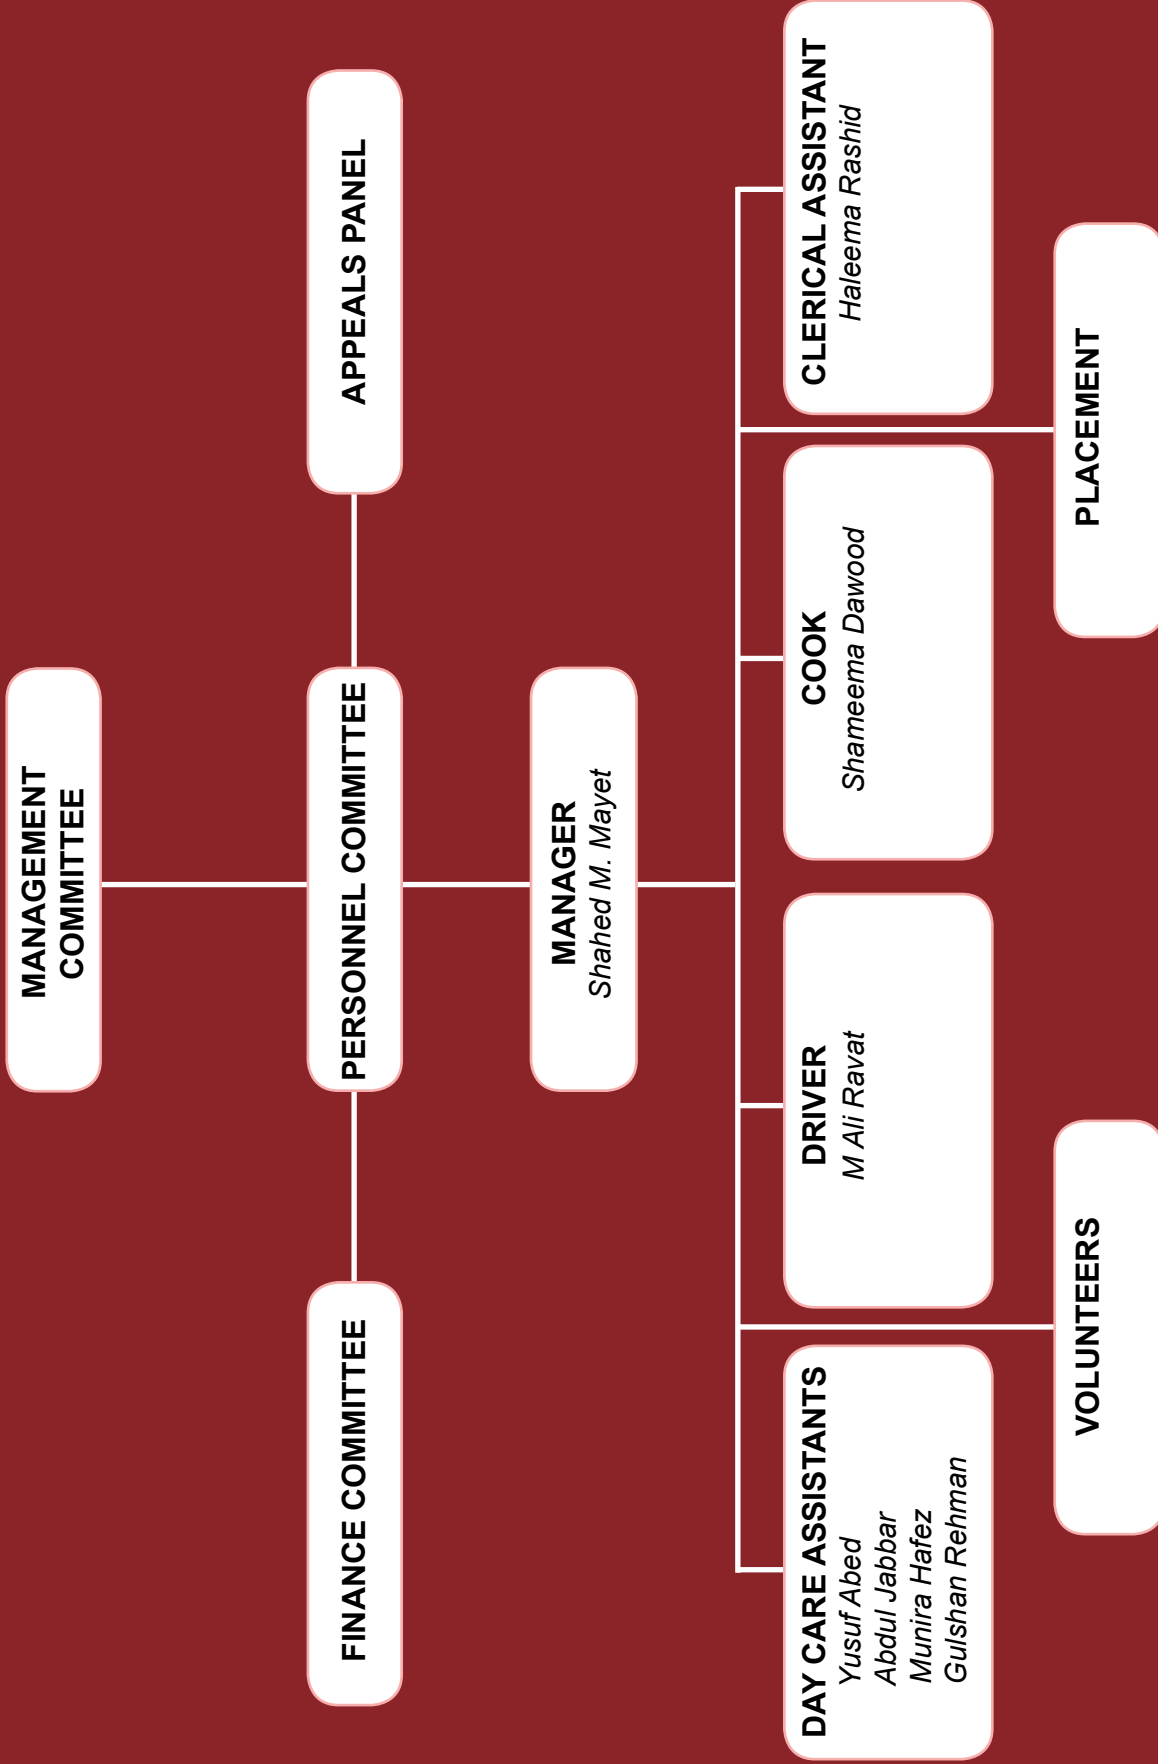 MANAGEMENT
COMMITTEE
FINANCE COMMITTEE
PERSONNEL COMMITTEE
APPEALS PANEL
MANAGER
Shahed M. Mayet
DAY CARE ASSISTANTS
Yusuf Abed
Abdul Jabbar
Munira Hafez
Gulshan Rehman
DRIVER
M Ali Ravat
COOK
Shameema Dawood
CLERICAL ASSISTANT
Haleema Rashid
VOLUNTEERS
PLACEMENT